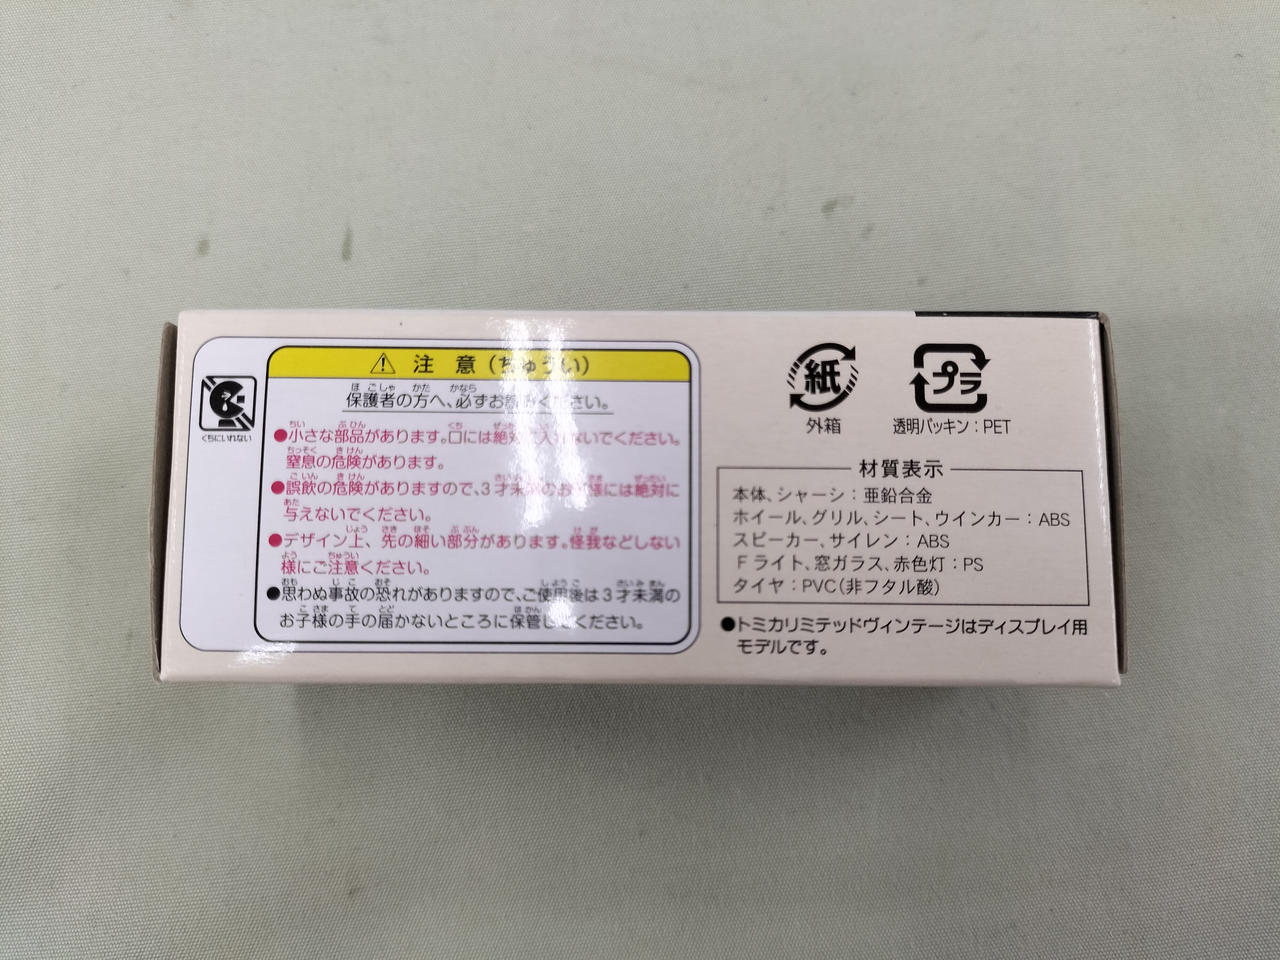 注意(ちゅうい)
保護者の方へ、必ずお読みください。
くちにいれない
●小さな部品があります。口には絶対に入れないでください。
窒息の危険があります。
●誤飲の危険がありますので、3才未満のお子様には絶対に
与えないでください。
●デザイン上、先の細い部分があります。怪我などしない
様にご注意ください。
●思わぬ事故の恐れがありますので、ご使用後は3才未満の
お子様の手の届かないところに保管してください。
紙
外箱
プラ
透明パッキン:PET
材質表示
本体、シャーシ:亜鉛合金
ホイール、グリル、シート、ウインカー:ABS
スピーカー、サイレン:ABS
Fライト、窓ガラス、赤色灯:PS
タイヤ:PVC(非フタル酸)
●トミカリミテッドヴィンテージはディスプレイ用
モデルです。